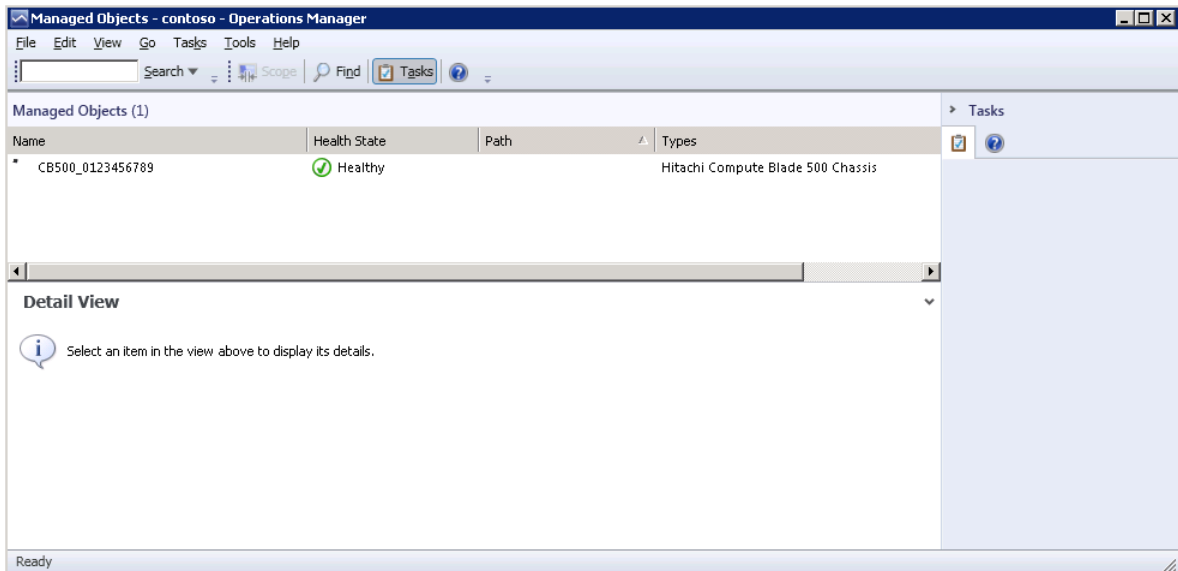 Managed Objects - contoso - Operations Manager
File Edit View Go Tasks Tools Help
Search Scope Find Tasks
Managed Objects (1)
Tasks
Name Health State Path Types
CB500_0123456789 Healthy Hitachi Compute Blade 500 Chassis
Detail View
Select an item in the view above to display its details.
Ready